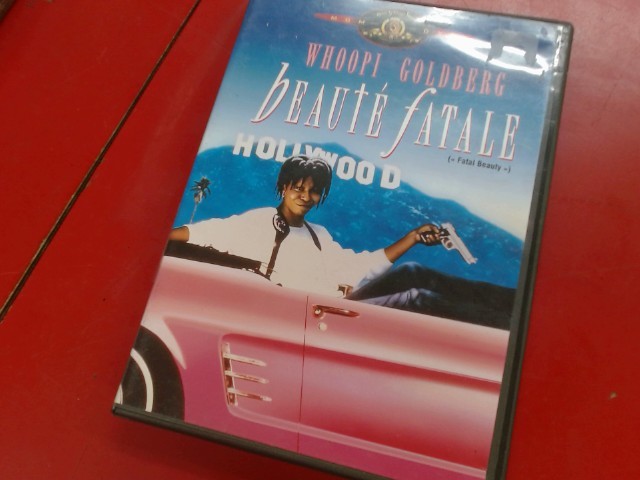 WHOOPI GOLDBERG
BEAUTÉ FATALE
(« Fatal Beauty »)
HOLLYWOOD